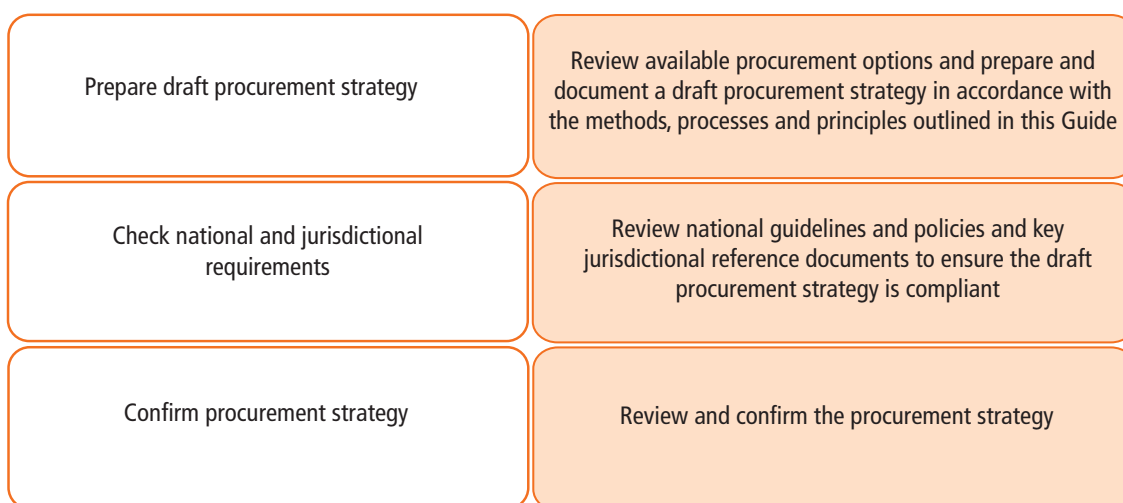 Prepare draft procurement strategy
Review available procurement options and prepare and
document a draft procurement strategy in accordance with
the methods, processes and principles outlined in this Guide
Check national and jurisdictional
requirements
Review national guidelines and policies and key
jurisdictional reference documents to ensure the draft
procurement strategy is compliant
Confirm procurement strategy
Review and confirm the procurement strategy